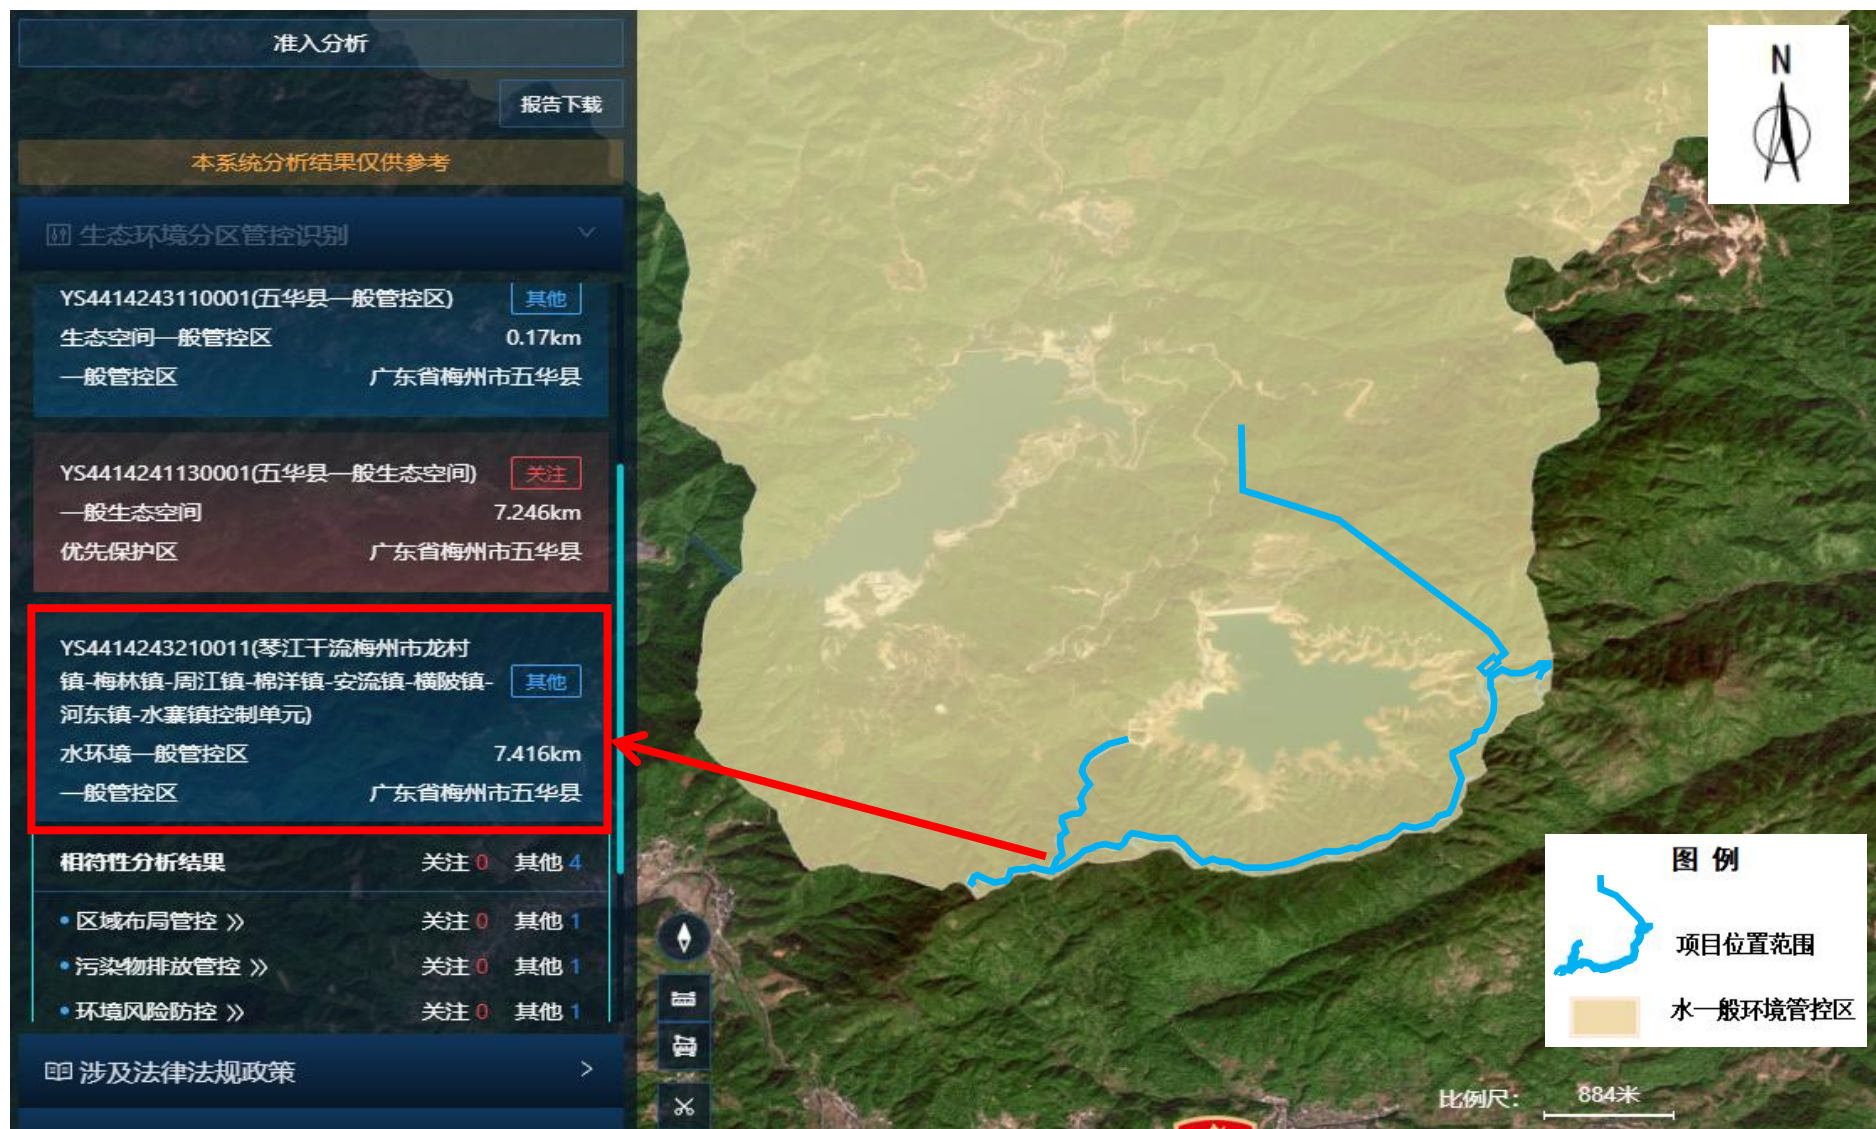 准入分析
报告下载
本系统分析结果仅供参考
生态环境分区管控识别
YS4414243110001(五华县一般管控区) 其他
生态空间一般管控区 0.17km
一般管控区 广东省梅州市五华县
YS4414241130001(五华县一般生态空间) 关注
一般生态空间 7.246km
优先保护区 广东省梅州市五华县
YS4414243210011(琴江干流梅州市龙村
镇-梅林镇-周江镇-棉洋镇-安流镇-横陂镇- 其他
河东镇-水寨镇控制单元)
水环境一般管控区 7.416km
一般管控区 广东省梅州市五华县
相符性分析结果 关注 0 其他 4
• 区域布局管控 》 关注 0 其他 1
• 污染物排放管控 》 关注 0 其他 1
• 环境风险防控 》 关注 0 其他 1
涉及法律法规政策 >
N
图 例
项目位置范围
水一般环境管控区
比例尺： 884米